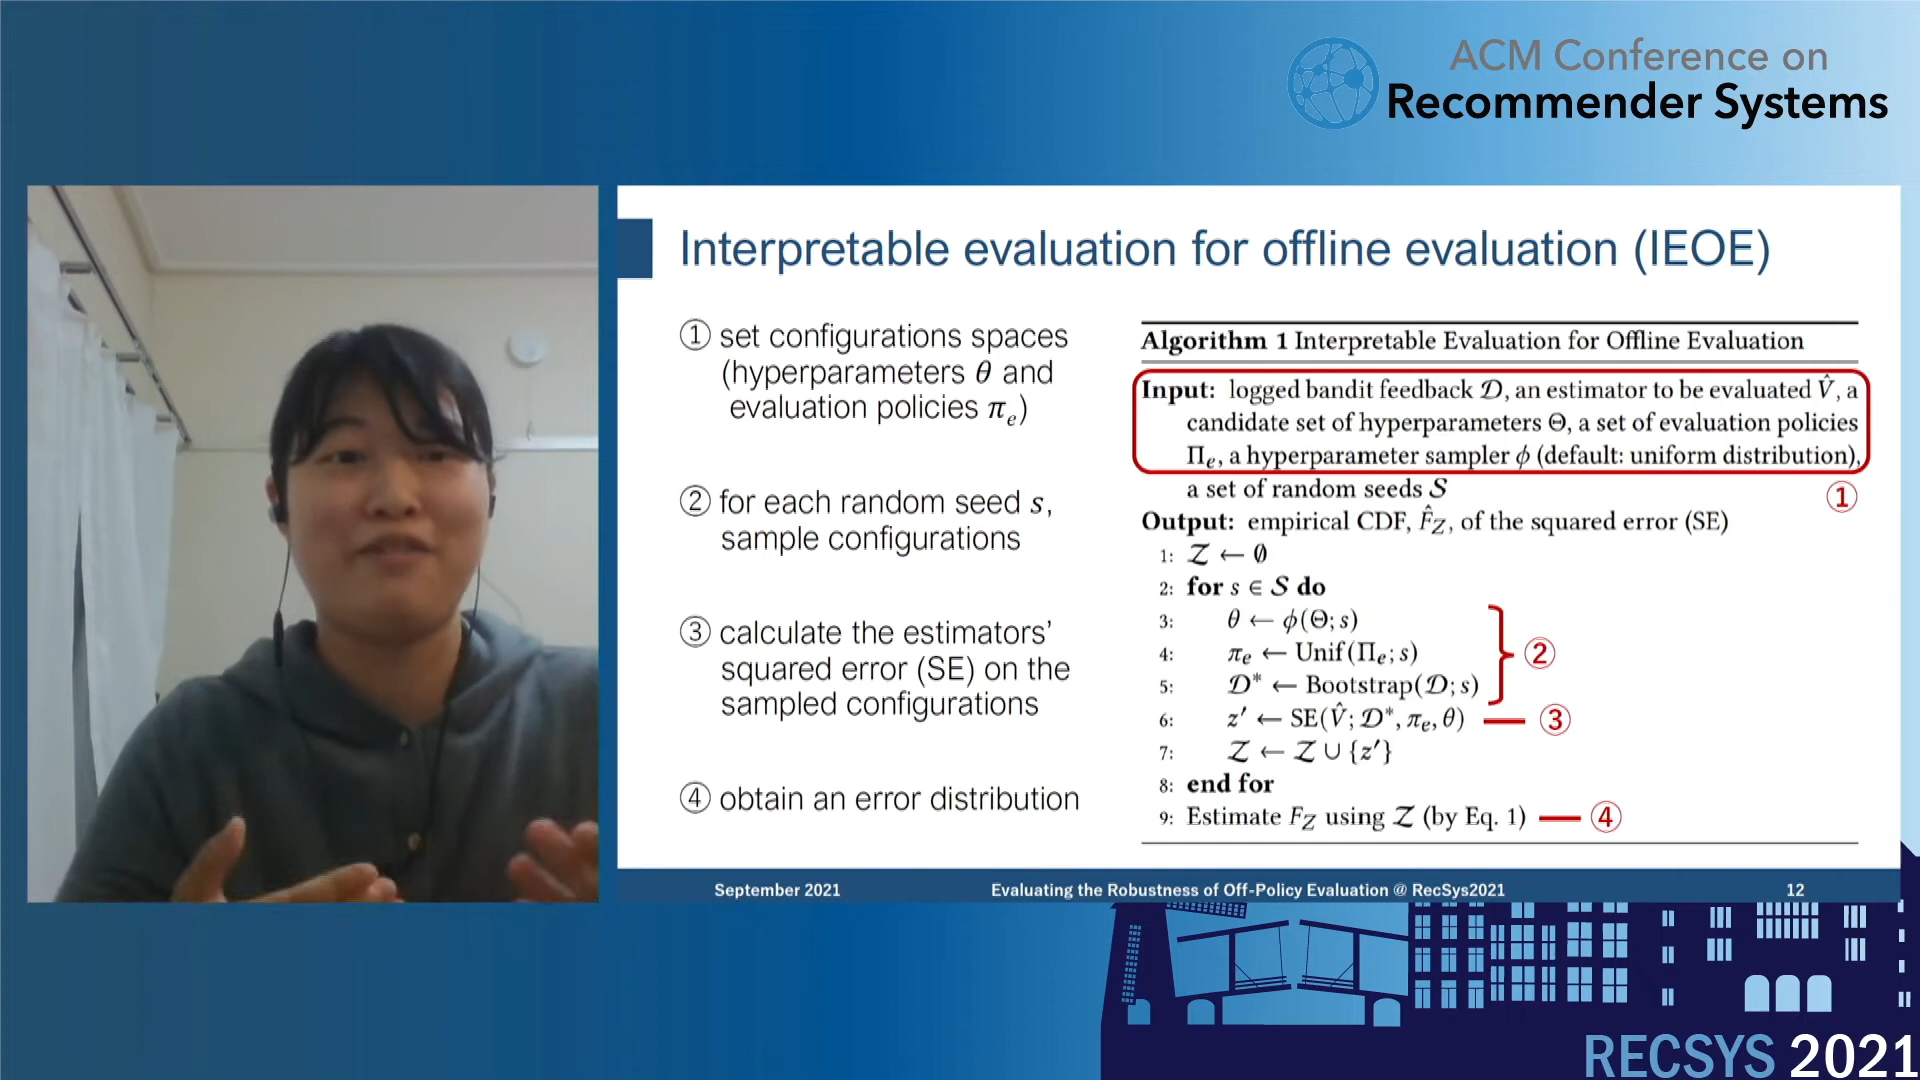 ACM Conference on
Recommender Systems
Interpretable evaluation for offline evaluation (IEOE)
① set configurations spaces
(hyperparameters θ and
evaluation policies πₑ)
② for each random seed s,
sample configurations
③ calculate the estimators'
squared error (SE) on the
sampled configurations
④ obtain an error distribution
Algorithm 1 Interpretable Evaluation for Offline Evaluation
Input: logged bandit feedback 𝒟, an estimator to be evaluated V̂, a
candidate set of hyperparameters Θ, a set of evaluation policies
Πₑ, a hyperparameter sampler ϕ (default: uniform distribution),
a set of random seeds 𝒮
①
Output: empirical CDF, F̂_Z, of the squared error (SE)
1: 𝒵 ← ∅
2: for s ∈ 𝒮 do
3: θ ← ϕ(Θ; s)
4: πₑ ← Unif(Πₑ; s) ②
5: 𝒟* ← Bootstrap(𝒟; s)
6: z′ ← SE(V̂; 𝒟*, πₑ, θ) ③
7: 𝒵 ← 𝒵 ∪ {z′}
8: end for
9: Estimate F_Z using 𝒵 (by Eq. 1) ④
September 2021 Evaluating the Robustness of Off-Policy Evaluation @ RecSys2021 12
RECSYS 2021